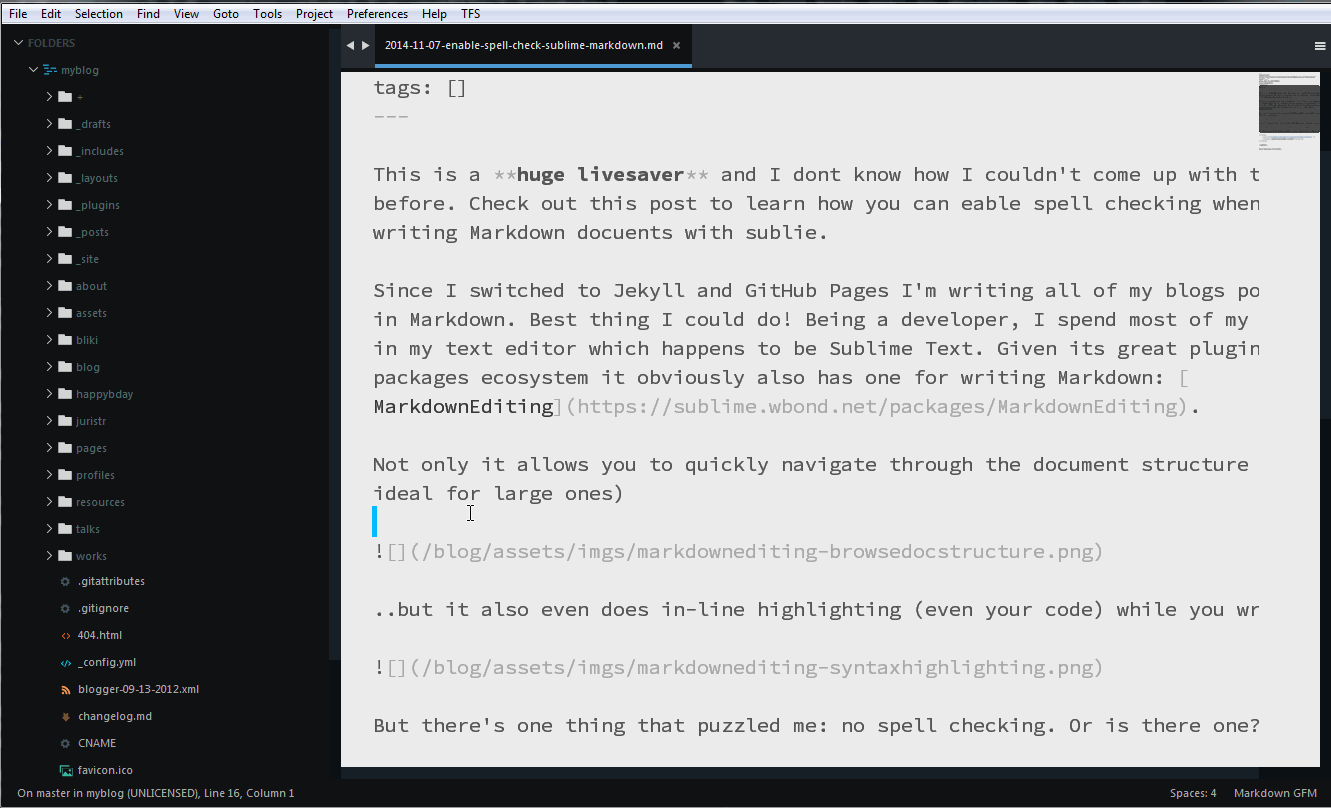 File Edit Selection Find View Goto Tools Project Preferences Help TFS
FOLDERS
myblog
+
_drafts
_includes
_layouts
_plugins
_posts
_site
about
assets
bliki
blog
happybday
juristr
pages
profiles
resources
talks
works
.gitattributes
.gitignore
404.html
_config.yml
blogger-09-13-2012.xml
changelog.md
CNAME
favicon.ico
2014-11-07-enable-spell-check-sublime-markdown.md ×
tags: []
---
This is a **huge livesaver** and I dont know how I couldn't come up with t
before. Check out this post to learn how you can eable spell checking when
writing Markdown docuents with sublie.
Since I switched to Jekyll and GitHub Pages I'm writing all of my blogs po
in Markdown. Best thing I could do! Being a developer, I spend most of my
in my text editor which happens to be Sublime Text. Given its great plugin
packages ecosystem it obviously also has one for writing Markdown: [
MarkdownEditing](https://sublime.wbond.net/packages/MarkdownEditing).
Not only it allows you to quickly navigate through the document structure
ideal for large ones)
![](/blog/assets/imgs/markdownediting-browsedocstructure.png)
..but it also even does in-line highlighting (even your code) while you wr
![](/blog/assets/imgs/markdownediting-syntaxhighlighting.png)
But there's one thing that puzzled me: no spell checking. Or is there one?
On master in myblog (UNLICENSED), Line 16, Column 1
Spaces: 4 Markdown GFM